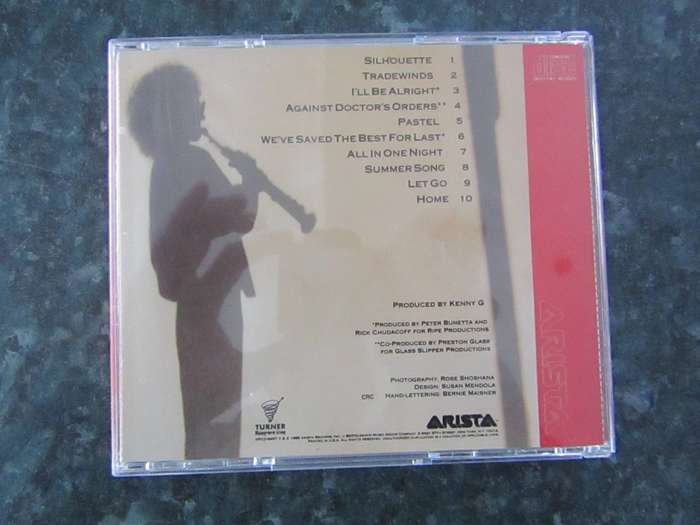 SILHOUETTE 1
TRADEWINDS 2
I'LL BE ALRIGHT* 3
AGAINST DOCTOR'S ORDERS** 4
PASTEL 5
WE'VE SAVED THE BEST FOR LAST* 6
ALL IN ONE NIGHT 7
SUMMER SONG 8
LET GO 9
HOME 10
PRODUCED BY KENNY G
*PRODUCED BY PETER BUNETTA AND
RICK CHUDACOFF FOR RIPE PRODUCTIONS
**CO-PRODUCED BY PRESTON GLASS
FOR GLASS SLIPPER PRODUCTIONS
PHOTOGRAPHY: ROSE SHOSHANA
DESIGN: SUSAN MENDOLA
CRC HAND-LETTERING: BERNIE MAISNER
TURNER
ARISTA
ARISTA